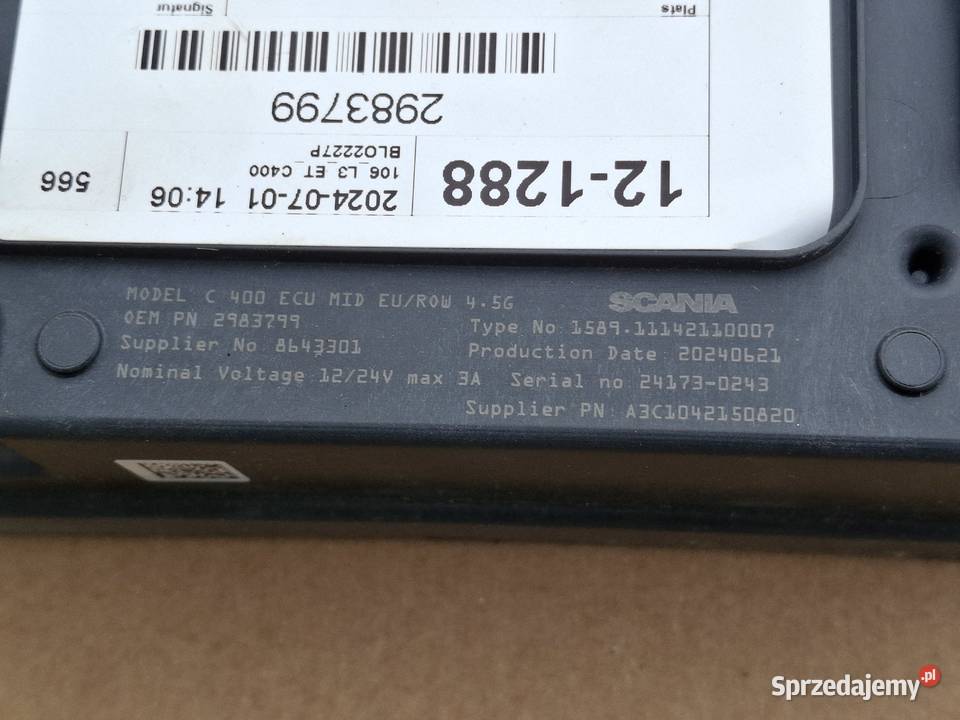 Plats
Signatur
2983799
12-1288
2024-07-01 14:06
106_L3_ET_C400
BLO2227P
566
MODEL C 400 ECU MID EU/ROW 4.5G
OEM PN 2983799
Supplier No 8643301
Nominal Voltage 12/24V max 3A
SCANIA
Type No 1589.11142110007
Production Date 20240621
Serial no 24173-0243
Supplier PN A3C1042150820
Sprzedajemy.pl